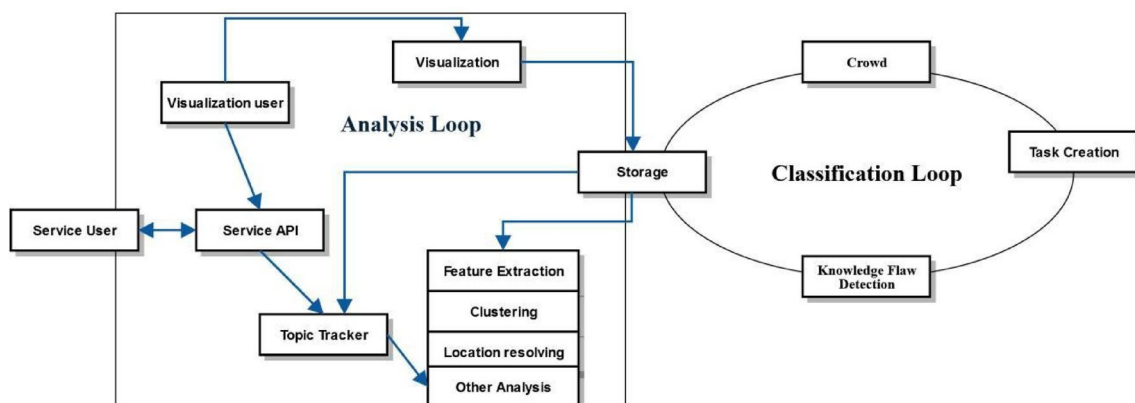 Visualization
Crowd
Visualization user
Analysis Loop
Task Creation
Storage
Classification Loop
Service User
Service API
Feature Extraction
Knowledge Flaw
Detection
Clustering
Topic Tracker
Location resolving
Other Analysis